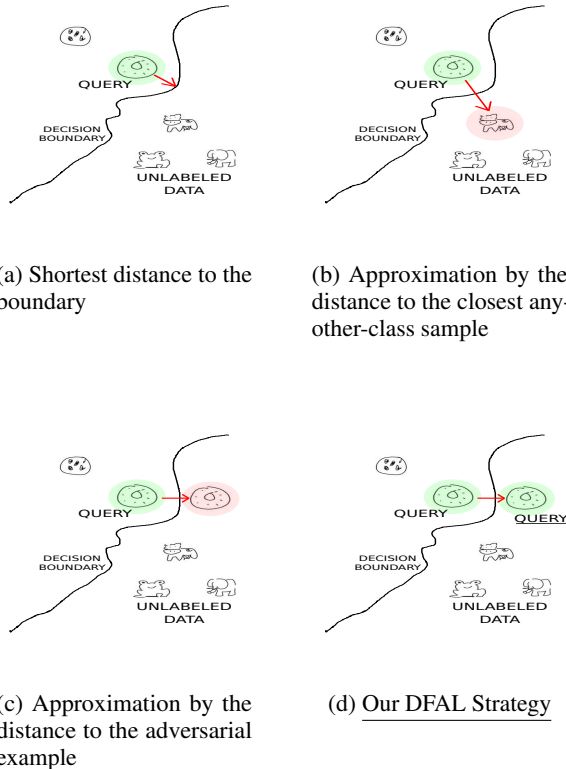 QUERY
DECISION
BOUNDARY
UNLABELED
DATA
QUERY
DECISION
BOUNDARY
UNLABELED
DATA
(a) Shortest distance to the
boundary
(b) Approximation by the
distance to the closest any-
other-class sample
QUERY
DECISION
BOUNDARY
UNLABELED
DATA
QUERY
QUERY
DECISION
BOUNDARY
UNLABELED
DATA
(c) Approximation by the
distance to the adversarial
example
(d) Our DFAL Strategy